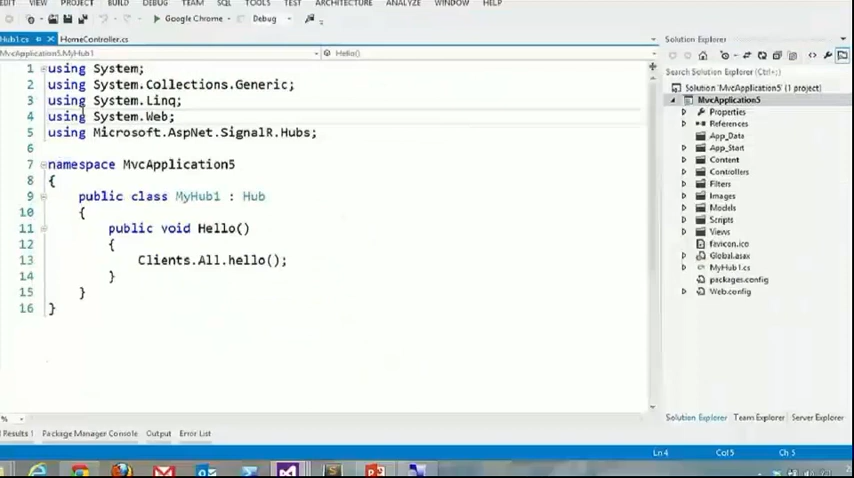 EDIT VIEW PROJECT BUILD DEBUG TEAM SQL TOOLS TEST ARCHITECTURE ANALYZE WINDOW HELP
Google Chrome Debug
Hub1.cs HomeController.cs
MvcApplication5.MyHub1 Hello()
1 using System;
2 using System.Collections.Generic;
3 using System.Linq;
4 using System.Web;
5 using Microsoft.AspNet.SignalR.Hubs;
6
7 namespace MvcApplication5
8 {
9 public class MyHub1 : Hub
10 {
11 public void Hello()
12 {
13 Clients.All.hello();
14 }
15 }
16 }
Solution Explorer
Search Solution Explorer (Ctrl+;)
Solution 'MvcApplication5' (1 project)
MvcApplication5
Properties
References
App_Data
App_Start
Content
Controllers
Filters
Images
Models
Scripts
Views
favicon.ico
Global.asax
MyHub1.cs
packages.config
Web.config
Solution Explorer Team Explorer Server Explorer
%
Results 1 Package Manager Console Output Error List
Ln 4 Col 5 Ch 5